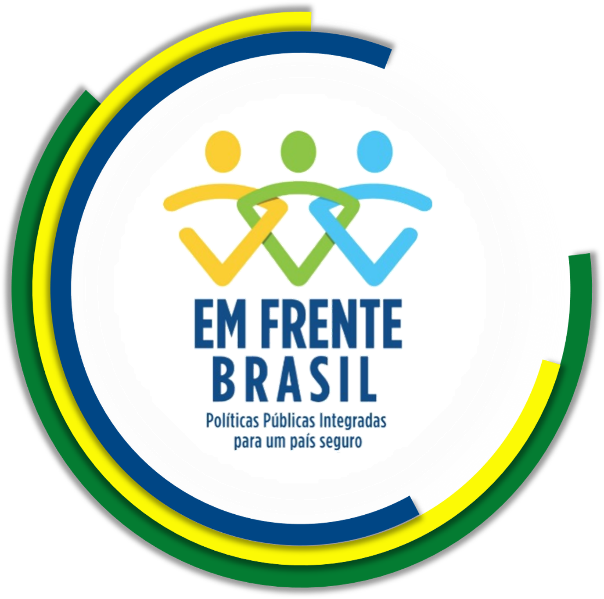 EM FRENTE
BRASIL
Políticas Públicas Integradas
para um país seguro